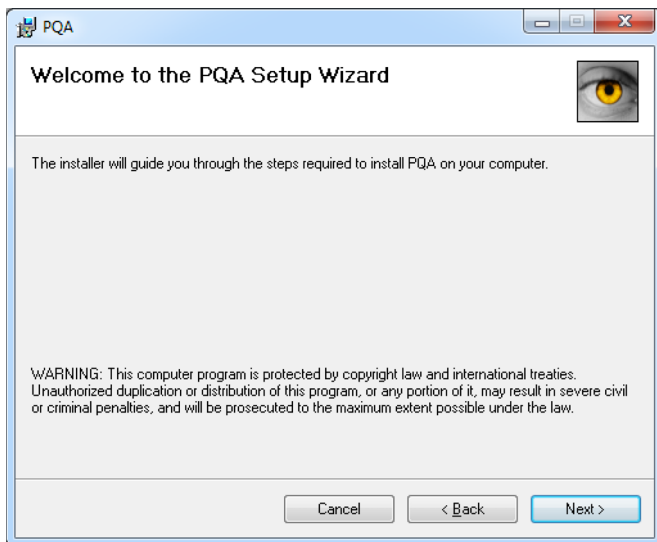 PQA
Welcome to the PQA Setup Wizard
The installer will guide you through the steps required to install PQA on your computer.
WARNING: This computer program is protected by copyright law and international treaties.
Unauthorized duplication or distribution of this program, or any portion of it, may result in severe civil
or criminal penalties, and will be prosecuted to the maximum extent possible under the law.
Cancel
< Back
Next >